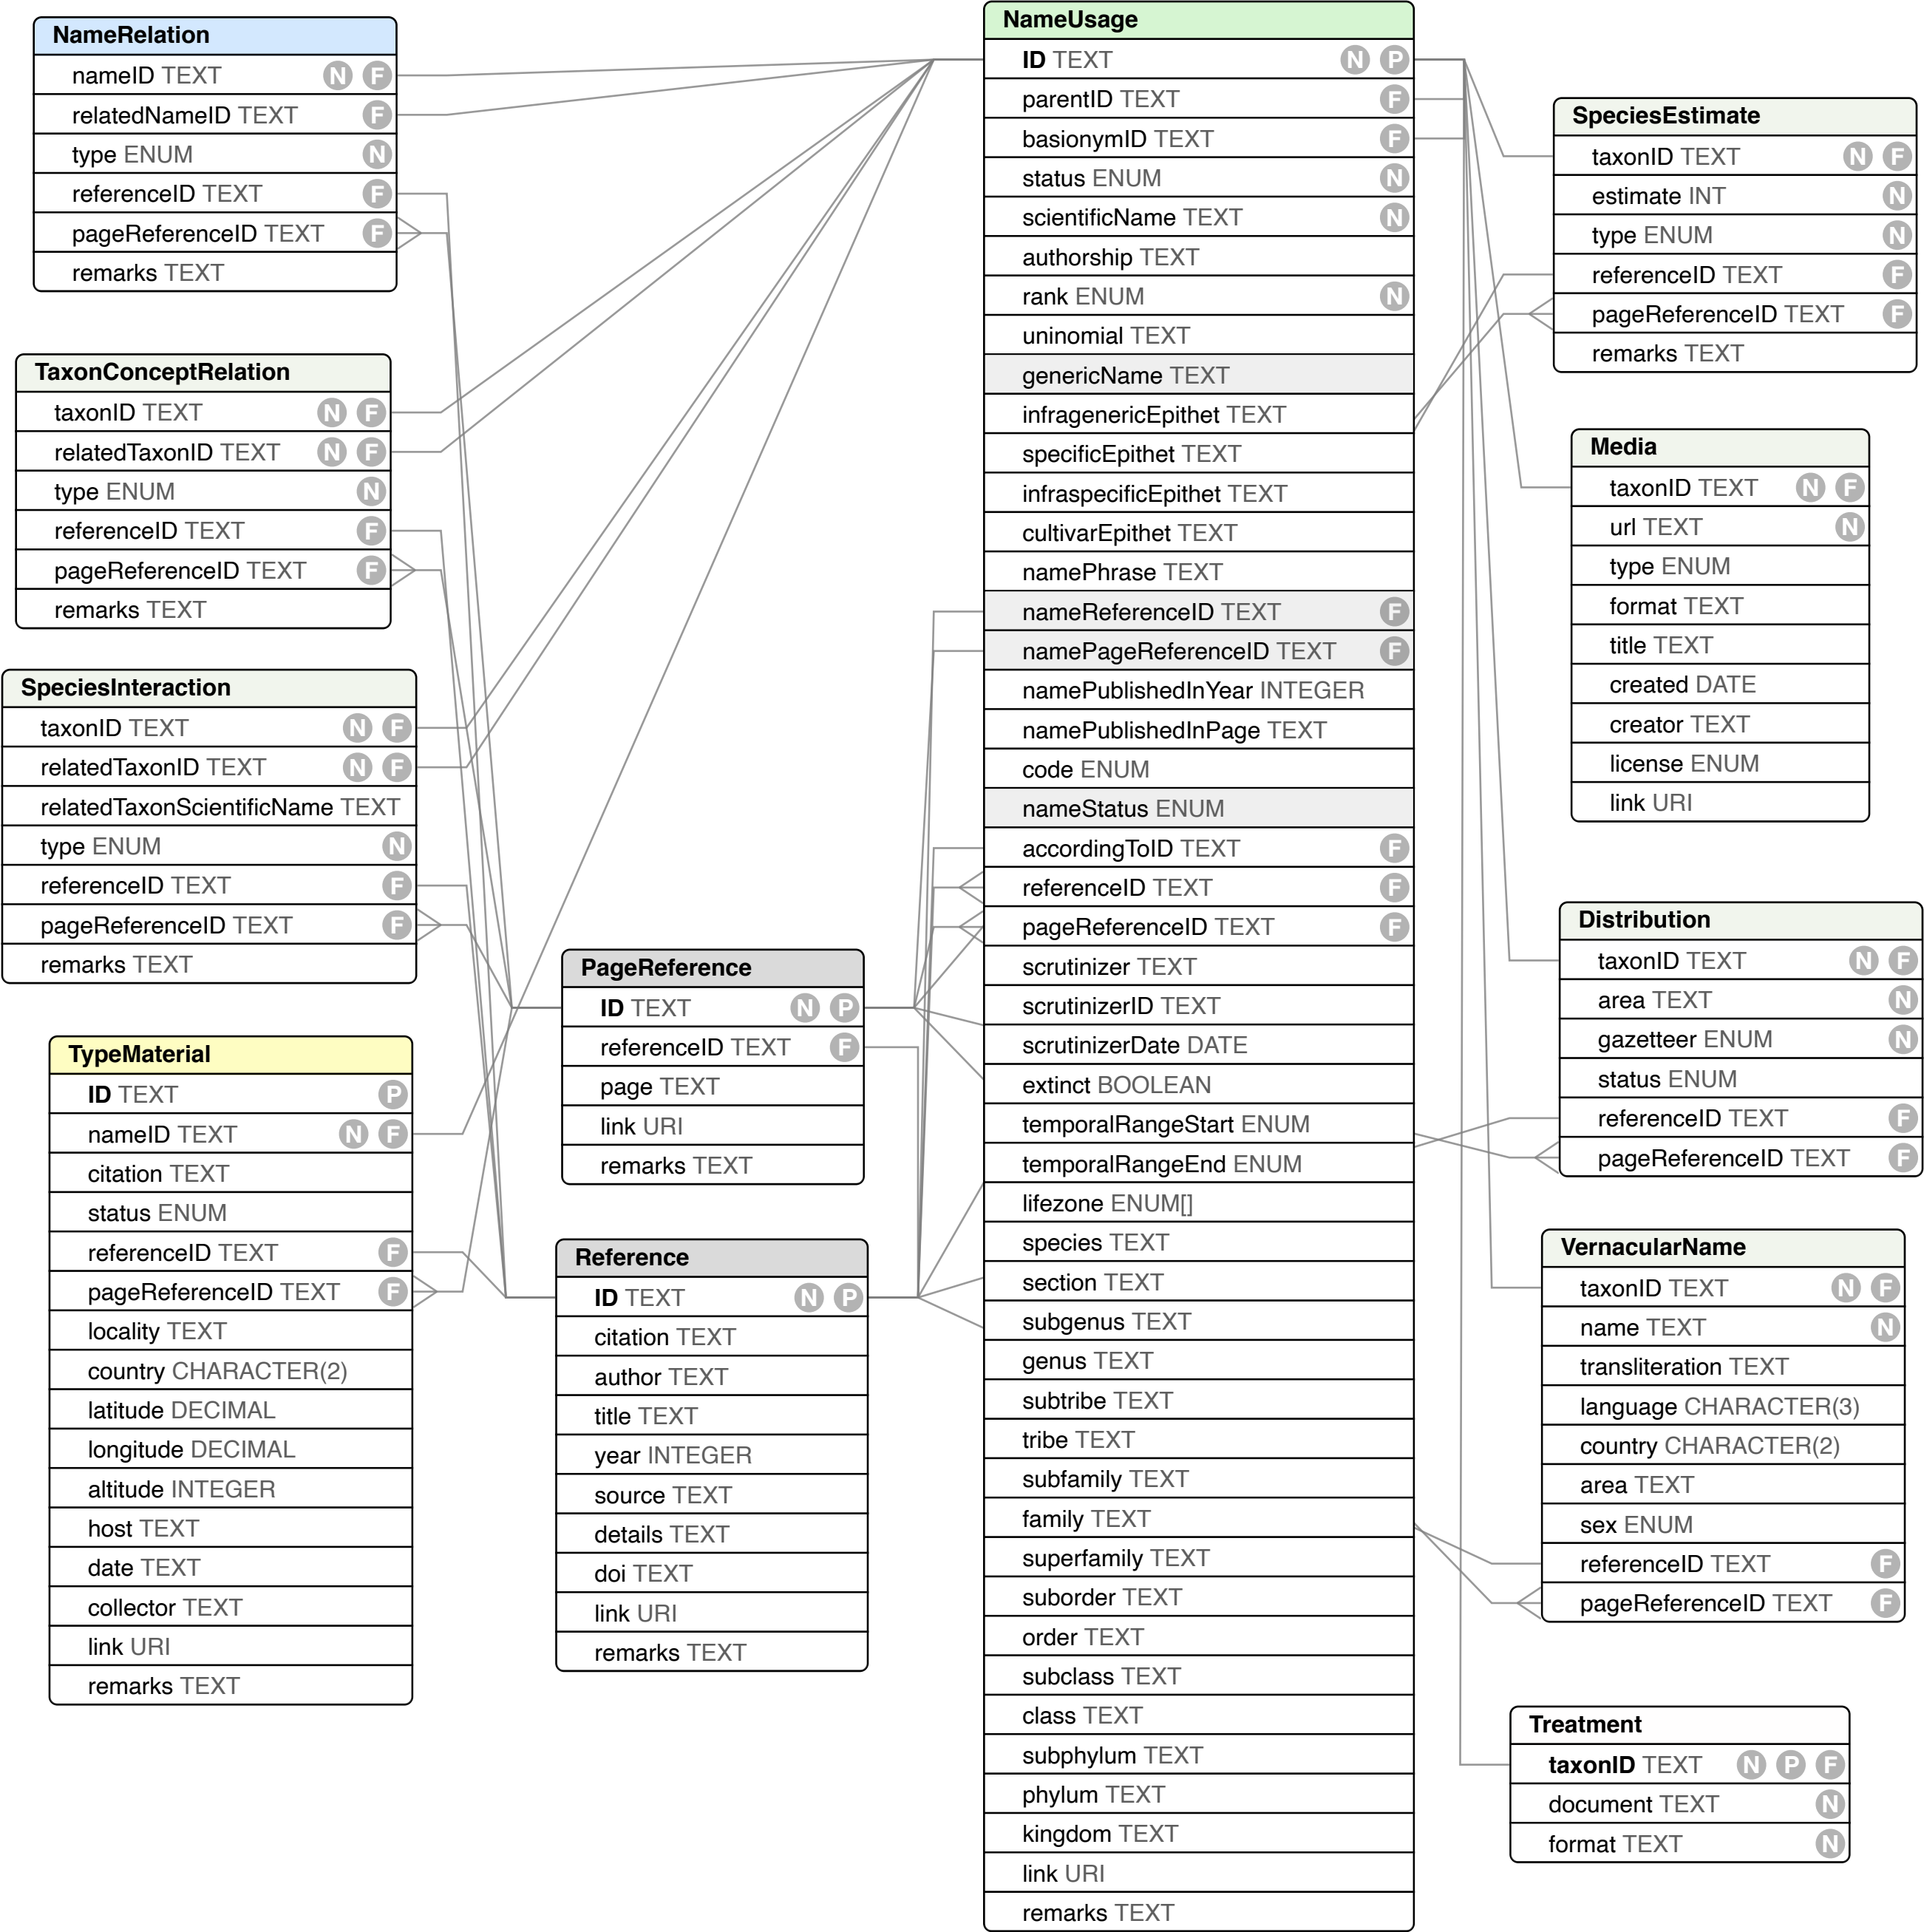 NameRelation
nameID TEXT N F
relatedNameID TEXT F
type ENUM N
referenceID TEXT F
pageReferenceID TEXT F
remarks TEXT
TaxonConceptRelation
taxonID TEXT N F
relatedTaxonID TEXT N F
type ENUM N
referenceID TEXT F
pageReferenceID TEXT F
remarks TEXT
SpeciesInteraction
taxonID TEXT N F
relatedTaxonID TEXT N F
relatedTaxonScientificName TEXT
type ENUM N
referenceID TEXT F
pageReferenceID TEXT F
remarks TEXT
TypeMaterial
ID TEXT P
nameID TEXT N F
citation TEXT
status ENUM
referenceID TEXT F
pageReferenceID TEXT F
locality TEXT
country CHARACTER(2)
latitude DECIMAL
longitude DECIMAL
altitude INTEGER
host TEXT
date TEXT
collector TEXT
link URI
remarks TEXT
PageReference
ID TEXT N P
referenceID TEXT F
page TEXT
link URI
remarks TEXT
Reference
ID TEXT N P
citation TEXT
author TEXT
title TEXT
year INTEGER
source TEXT
details TEXT
doi TEXT
link URI
remarks TEXT
NameUsage
ID TEXT N P
parentID TEXT F
basionymID TEXT F
status ENUM N
scientificName TEXT N
authorship TEXT
rank ENUM N
uninomial TEXT
genericName TEXT
infragenericEpithet TEXT
specificEpithet TEXT
infraspecificEpithet TEXT
cultivarEpithet TEXT
namePhrase TEXT
nameReferenceID TEXT F
namePageReferenceID TEXT F
namePublishedInYear INTEGER
namePublishedInPage TEXT
code ENUM
nameStatus ENUM
accordingToID TEXT F
referenceID TEXT F
pageReferenceID TEXT F
scrutinizer TEXT
scrutinizerID TEXT
scrutinizerDate DATE
extinct BOOLEAN
temporalRangeStart ENUM
temporalRangeEnd ENUM
lifezone ENUM[]
species TEXT
section TEXT
subgenus TEXT
genus TEXT
subtribe TEXT
tribe TEXT
subfamily TEXT
family TEXT
superfamily TEXT
suborder TEXT
order TEXT
subclass TEXT
class TEXT
subphylum TEXT
phylum TEXT
kingdom TEXT
link URI
remarks TEXT
SpeciesEstimate
taxonID TEXT N F
estimate INT N
type ENUM N
referenceID TEXT F
pageReferenceID TEXT F
remarks TEXT
Media
taxonID TEXT N F
url TEXT N
type ENUM
format TEXT
title TEXT
created DATE
creator TEXT
license ENUM
link URI
Distribution
taxonID TEXT N F
area TEXT N
gazetteer ENUM N
status ENUM
referenceID TEXT F
pageReferenceID TEXT F
VernacularName
taxonID TEXT N F
name TEXT N
transliteration TEXT
language CHARACTER(3)
country CHARACTER(2)
area TEXT
sex ENUM
referenceID TEXT F
pageReferenceID TEXT F
Treatment
taxonID TEXT N P F
document TEXT N
format TEXT N